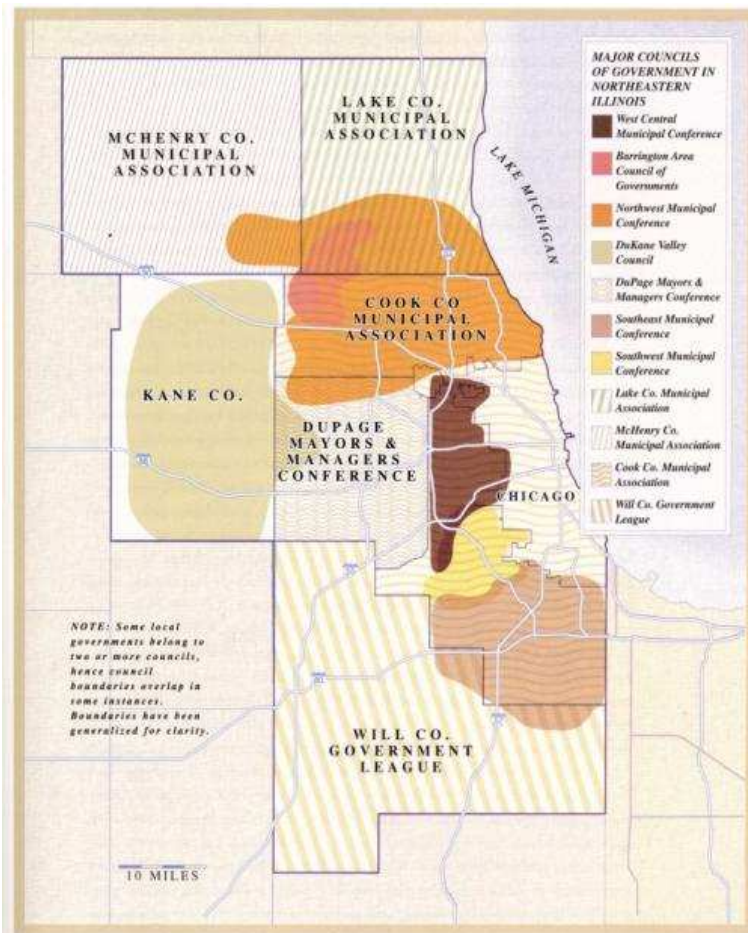 MAJOR COUNCILS
OF GOVERNMENT IN
NORTHEASTERN
ILLINOIS
West Central
Municipal Conference
Barrington Area
Council of
Governments
Northwest Municipal
Conference
DuKane Valley
Council
DuPage Mayors &
Managers Conference
Southeast Municipal
Conference
Southwest Municipal
Conference
Lake Co. Municipal
Association
McHenry Co.
Municipal Association
Cook Co. Municipal
Association
Will Co. Government
League
LAKE CO.
MUNICIPAL
ASSOCIATION
MCHENRY CO.
MUNICIPAL
ASSOCIATION
LAKE MICHIGAN
90
COOK CO
MUNICIPAL
ASSOCIATION
KANE CO.
DUPAGE
MAYORS &
MANAGERS
CONFERENCE
CHICAGO
NOTE: Some local
governments belong to
two or more councils,
hence council
boundaries overlap in
some instances.
Boundaries have been
generalized for clarity.
80
WILL CO.
GOVERNMENT
LEAGUE
10 MILES